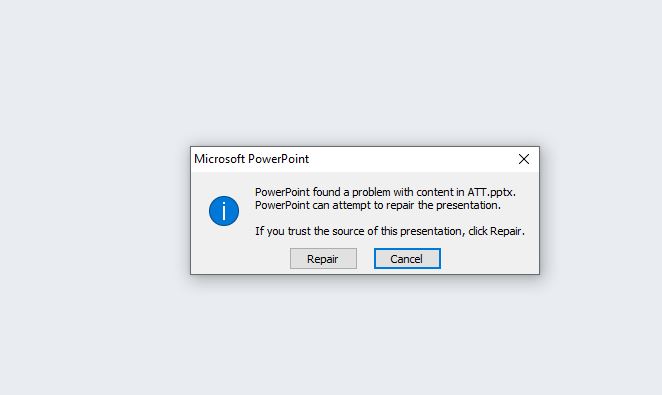 Microsoft PowerPoint
PowerPoint found a problem with content in ATT.pptx.
PowerPoint can attempt to repair the presentation.
If you trust the source of this presentation, click Repair.
Repair
Cancel